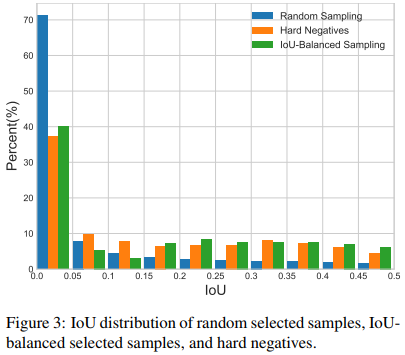 Random Sampling
Hard Negatives
IoU-Balanced Sampling
Percent(%)
70
60
50
40
30
20
10
0
0.0 0.05 0.1 0.15 0.2 0.25 0.3 0.35 0.4 0.45 0.5
IoU
Figure 3: IoU distribution of random selected samples, IoU-
balanced selected samples, and hard negatives.